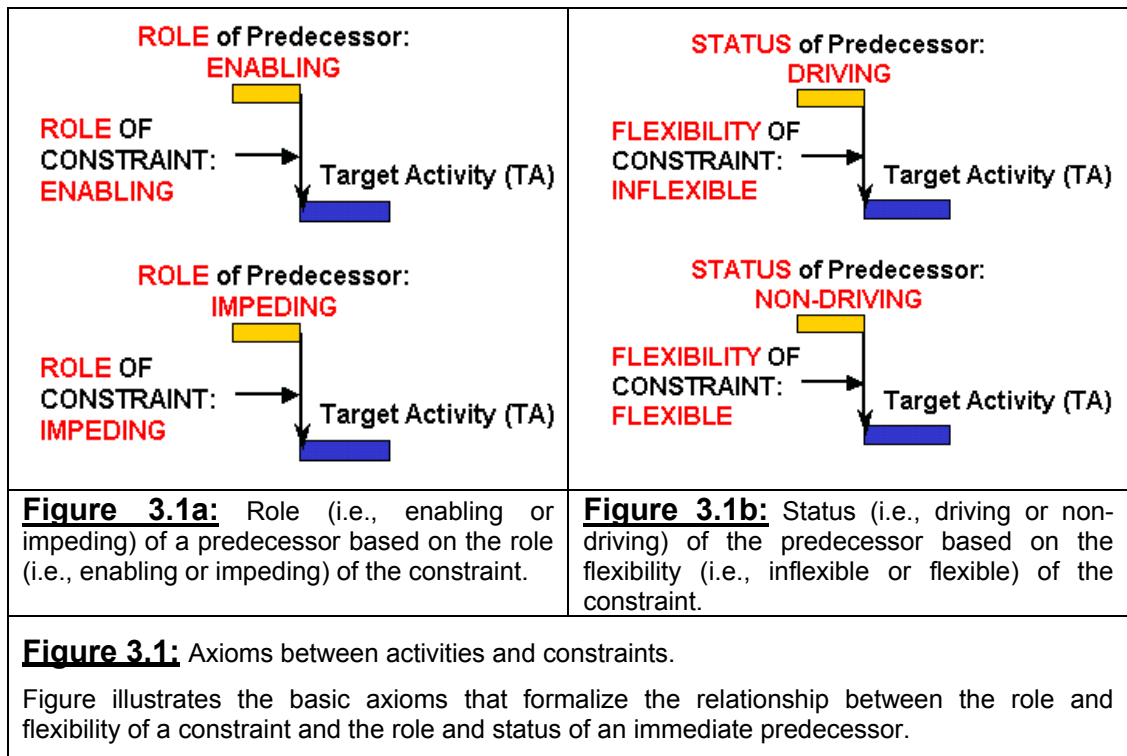 ROLE of Predecessor:
ENABLING
ROLE OF
CONSTRAINT:
ENABLING
Target Activity (TA)
ROLE of Predecessor:
IMPEDING
ROLE OF
CONSTRAINT:
IMPEDING
Target Activity (TA)
STATUS of Predecessor:
DRIVING
FLEXIBILITY OF
CONSTRAINT:
INFLEXIBLE
Target Activity (TA)
STATUS of Predecessor:
NON-DRIVING
FLEXIBILITY OF
CONSTRAINT:
FLEXIBLE
Target Activity (TA)
Figure 3.1a: Role (i.e., enabling or
impeding) of a predecessor based on the role
(i.e., enabling or impeding) of the constraint.
Figure 3.1b: Status (i.e., driving or non-
driving) of the predecessor based on the
flexibility (i.e., inflexible or flexible) of the
constraint.
Figure 3.1: Axioms between activities and constraints.
Figure illustrates the basic axioms that formalize the relationship between the role and
flexibility of a constraint and the role and status of an immediate predecessor.